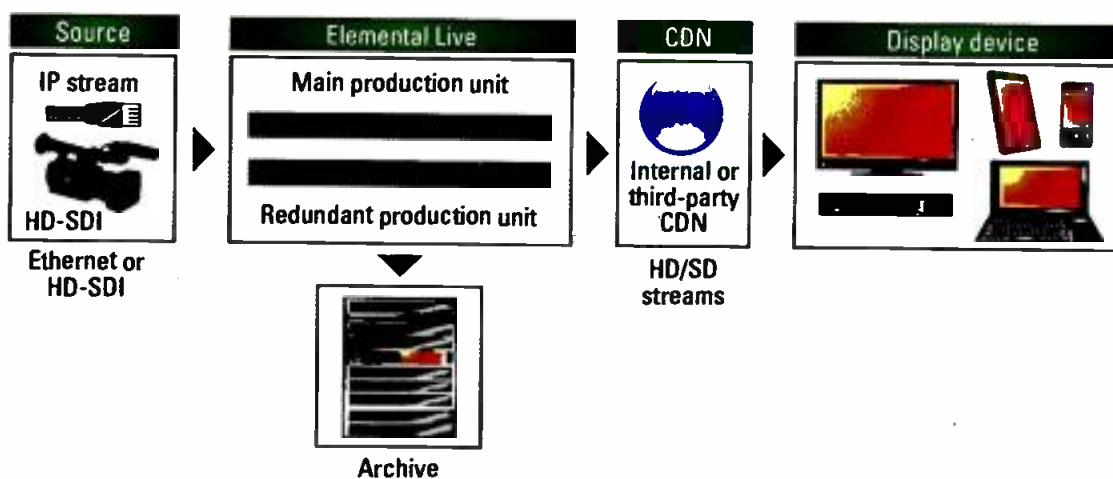 Source
IP stream
HD-SDI
Ethernet or
HD-SDI
Elemental Live
Main production unit
Redundant production unit
Archive
CDN
Internal or
third-party
CDN
HD/SD
streams
Display device